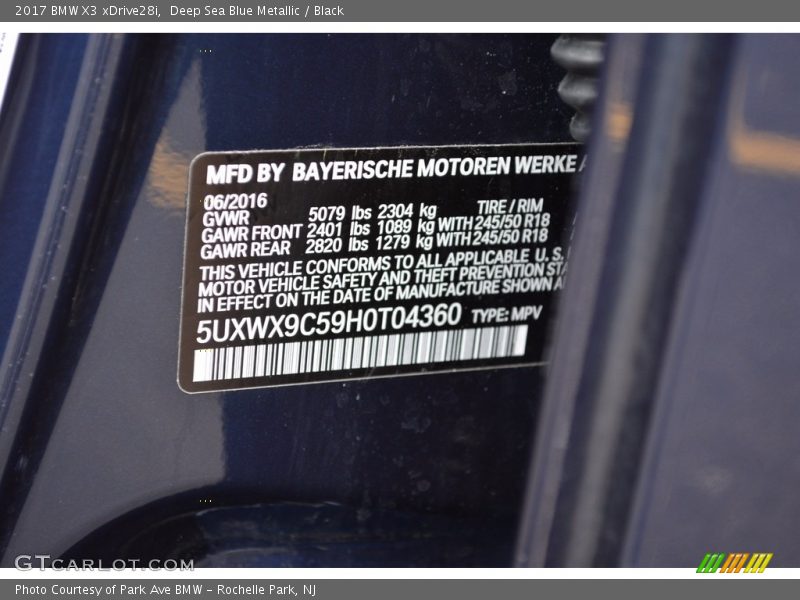 2017 BMW X3 xDrive28i, Deep Sea Blue Metallic / Black
MFD BY BAYERISCHE MOTOREN WERKE
06/2016
GVWR 5079 lbs 2304 kg TIRE / RIM
GAWR FRONT 2401 lbs 1089 kg WITH 245/50 R18
GAWR REAR 2820 lbs 1279 kg WITH 245/50 R18
THIS VEHICLE CONFORMS TO ALL APPLICABLE U. S.
MOTOR VEHICLE SAFETY AND THEFT PREVENTION STA
IN EFFECT ON THE DATE OF MANUFACTURE SHOWN A
5UXWX9C59H0T04360 TYPE: MPV
GTCARLOT.COM
Photo Courtesy of Park Ave BMW - Rochelle Park, NJ